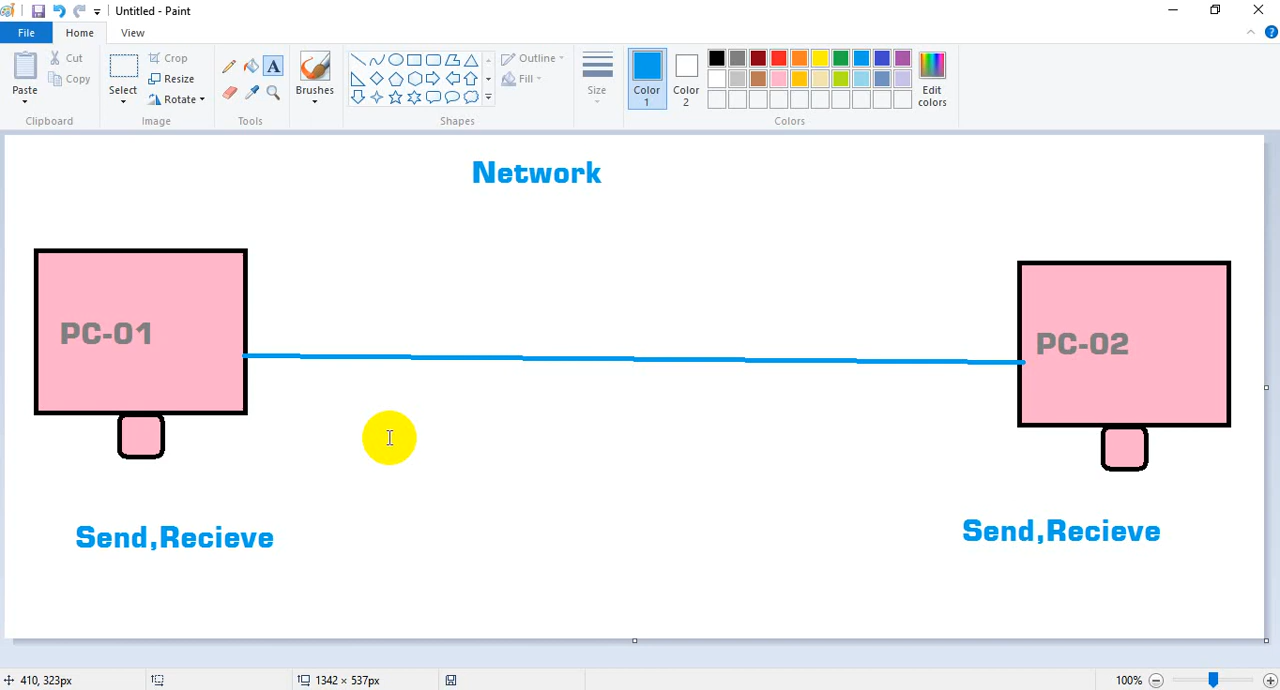 Untitled - Paint
File Home View
Paste
Cut
Copy
Clipboard
Select
Crop
Resize
Rotate
Image
A
Tools
Brushes
Outline
Fill
Shapes
Size
Color 1
Color 2
Edit colors
Colors
Network
PC-01
PC-02
Send,Recieve
Send,Recieve
410, 323px
1342 × 537px
100%